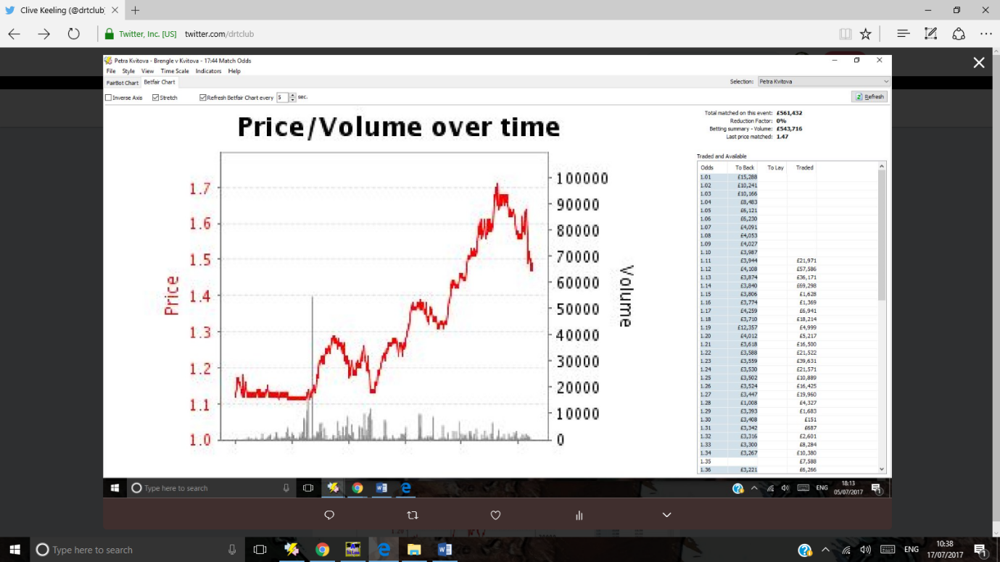 Clive Keeling (@drtclub)
Twitter, Inc. [US] twitter.com/drtclub
Petra Kvitova - Brengle v Kvitova - 17:44 Match Odds
File Style View Time Scale Indicators Help
FairBot Chart Betfair Chart
Selection: Petra Kvitova
Inverse Axis Stretch Refresh Betfair Chart every 5 sec.
Refresh
Price/Volume over time
Total matched on this event: £561,432
Reduction Factor: 0%
Betting summary - Volume: £543,716
Last price matched: 1.47
1.7
1.6
1.5
1.4
1.3
1.2
1.1
1.0
Price
100000
90000
80000
70000
60000
50000
40000
30000
20000
10000
0
Volume
Traded and Available
Odds To Back To Lay Traded
1.01 £15,288
1.02 £10,241
1.03 £10,166
1.04 £8,483
1.05 £6,121
1.06 £6,230
1.07 £4,091
1.08 £4,053
1.09 £4,027
1.10 £3,987
1.11 £3,944 £21,971
1.12 £4,108 £57,586
1.13 £3,874 £36,171
1.14 £3,840 £69,298
1.15 £3,806 £1,628
1.16 £3,774 £1,369
1.17 £4,259 £6,941
1.18 £3,710 £18,214
1.19 £12,357 £4,999
1.20 £4,012 £5,217
1.21 £3,618 £16,500
1.22 £3,588 £21,522
1.23 £3,559 £39,631
1.24 £3,530 £21,571
1.25 £3,502 £10,889
1.26 £3,524 £16,425
1.27 £3,447 £19,960
1.28 £1,008 £4,327
1.29 £3,393 £1,683
1.30 £3,408 £151
1.31 £3,342 £687
1.32 £3,316 £2,601
1.33 £3,300 £8,284
1.34 £3,267 £10,380
1.35 £7,588
1.36 £3,221 £6,266
Type here to search
ENG
18:13
05/07/2017
1
Type here to search
ENG
10:38
17/07/2017
1